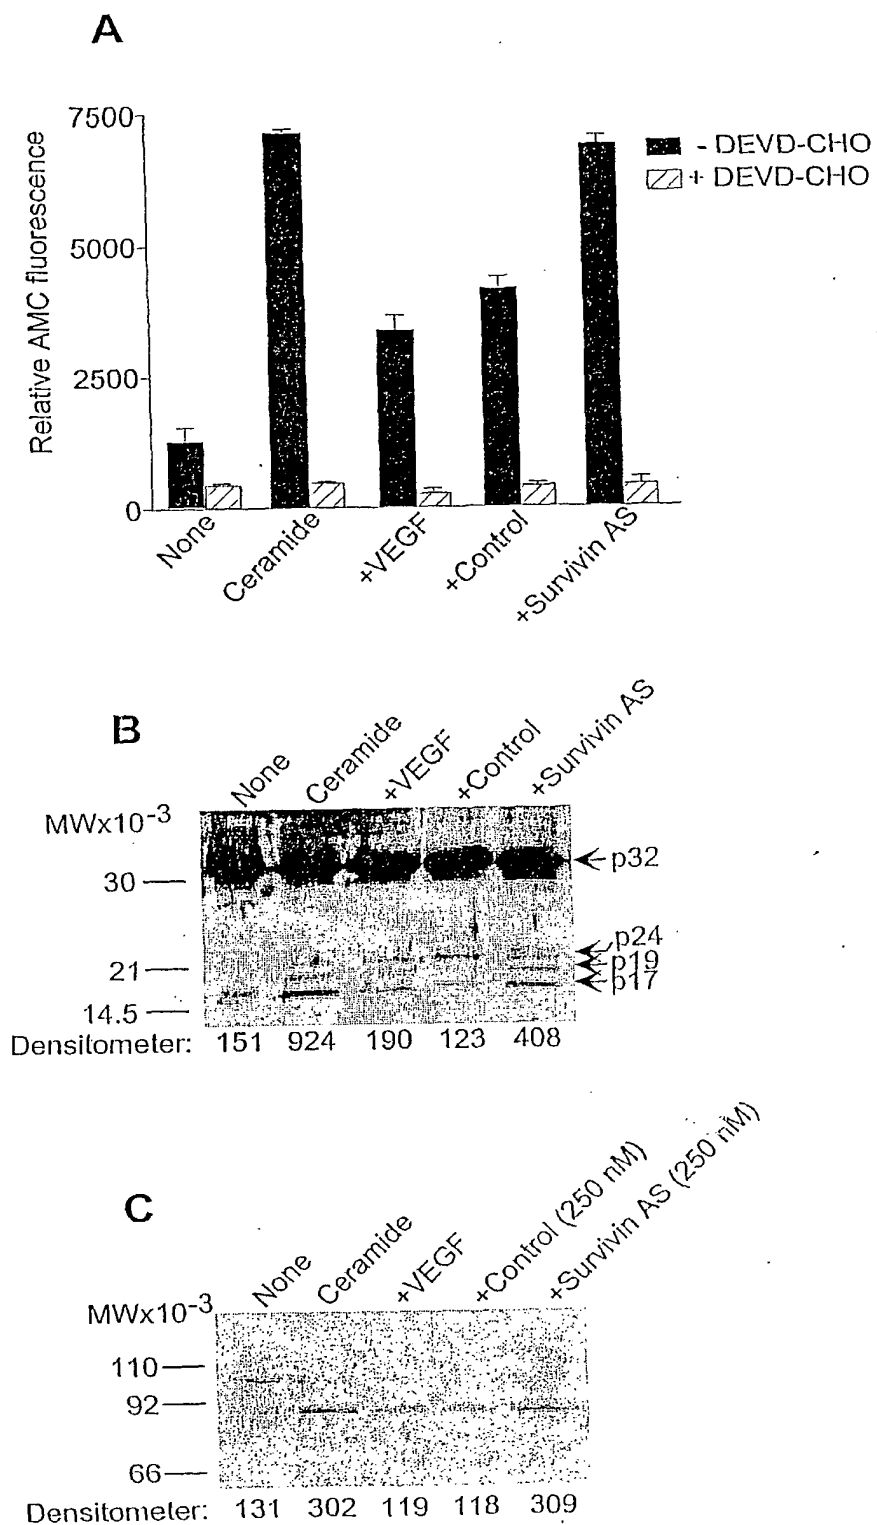 A
Relative AMC fluorescence
7500
5000
2500
0
- DEVD-CHO
+ DEVD-CHO
None
Ceramide
+VEGF
+Control
+Survivin AS
B
None
Ceramide
+VEGF
+Control
+Survivin AS
MWx10-3
30
21
14.5
p32
p24
p19
p17
Densitometer: 151 924 190 123 408
C
None
Ceramide
+VEGF
+Control (250 nM)
+Survivin AS (250 nM)
MWx10-3
110
92
66
Densitometer: 131 302 119 118 309